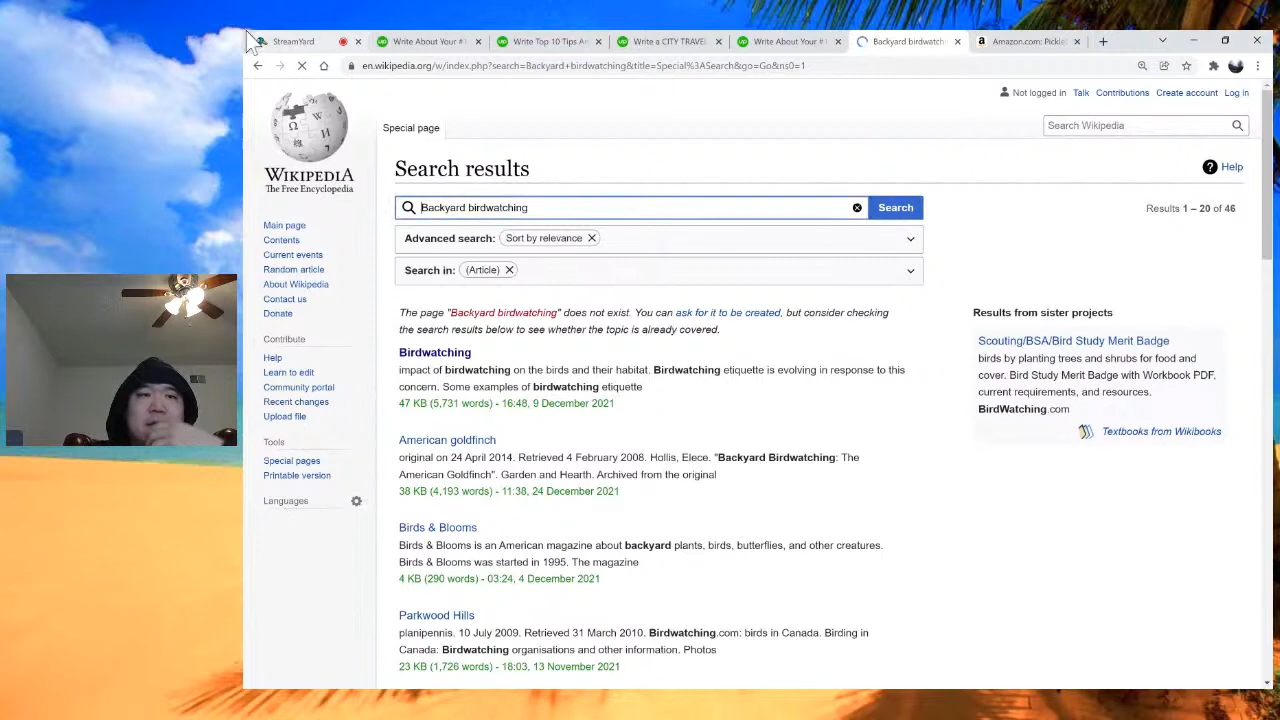 StreamYard
Write About Your #1
Write Top 10 Tips Ar
Write a CITY TRAVE
Write About Your #1
Backyard birdwatchi
Amazon.com: Pickle
en.wikipedia.org/w/index.php?search=Backyard+birdwatching&title=Special%3ASearch&go=Go&ns0=1
Not logged in Talk Contributions Create account Log in
Special page
Search Wikipedia
WIKIPEDIA
The Free Encyclopedia
Main page
Contents
Current events
Random article
About Wikipedia
Contact us
Donate
Contribute
Help
Learn to edit
Community portal
Recent changes
Upload file
Tools
Special pages
Printable version
Languages
Search results
Help
Backyard birdwatching
Search
Results 1 – 20 of 46
Advanced search: Sort by relevance
Search in: (Article)
The page "Backyard birdwatching" does not exist. You can ask for it to be created, but consider checking
the search results below to see whether the topic is already covered.
Birdwatching
impact of birdwatching on the birds and their habitat. Birdwatching etiquette is evolving in response to this
concern. Some examples of birdwatching etiquette
47 KB (5,731 words) - 16:48, 9 December 2021
American goldfinch
original on 24 April 2014. Retrieved 4 February 2008. Hollis, Elece. "Backyard Birdwatching: The
American Goldfinch". Garden and Hearth. Archived from the original
38 KB (4,193 words) - 11:38, 24 December 2021
Birds & Blooms
Birds & Blooms is an American magazine about backyard plants, birds, butterflies, and other creatures.
Birds & Blooms was started in 1995. The magazine
4 KB (290 words) - 03:24, 4 December 2021
Parkwood Hills
planipennis. 10 July 2009. Retrieved 31 March 2010. Birdwatching.com: birds in Canada. Birding in
Canada: Birdwatching organisations and other information. Photos
23 KB (1,726 words) - 18:03, 13 November 2021
Results from sister projects
Scouting/BSA/Bird Study Merit Badge
birds by planting trees and shrubs for food and
cover. Bird Study Merit Badge with Workbook PDF,
current requirements, and resources.
BirdWatching.com
Textbooks from Wikibooks